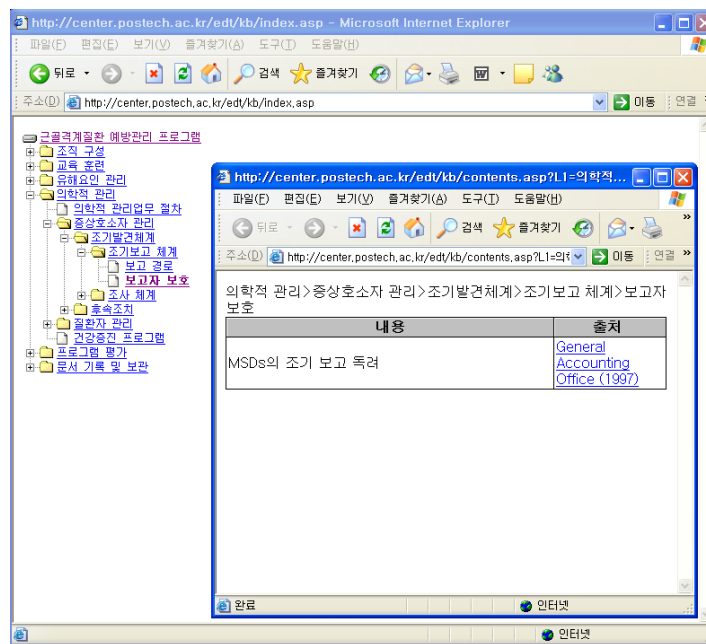 http://center.postech.ac.kr/edt/kb/index.asp - Microsoft Internet Explorer
파일(F) 편집(E) 보기(V) 즐겨찾기(A) 도구(T) 도움말(H)
뒤로 검색 즐겨찾기
주소(D) http://center.postech.ac.kr/edt/kb/index.asp 이동 연결
근골격계질환 예방관리 프로그램
조직 구성
교육 훈련
유해요인 관리
의학적 관리
의학적 관리업무 절차
증상호소자 관리
조기발견체계
조기보고 체계
보고 경로
보고자 보호
조사 체계
후속조치
질환자 관리
건강증진 프로그램
프로그램 평가
문서 기록 및 보관
http://center.postech.ac.kr/edt/kb/contents.asp?L1=의학적...
파일(F) 편집(E) 보기(V) 즐겨찾기(A) 도구(T) 도움말(H)
뒤로 검색 즐겨찾기 »
주소(D) http://center.postech.ac.kr/edt/kb/contents.asp?L1=의학 이동 연결 »
의학적 관리>증상호소자 관리>조기발견체계>조기보고 체계>보고자
보호
내용 출처
MSDs의 조기 보고 독려
General
Accounting
Office (1997)
완료 인터넷
인터넷